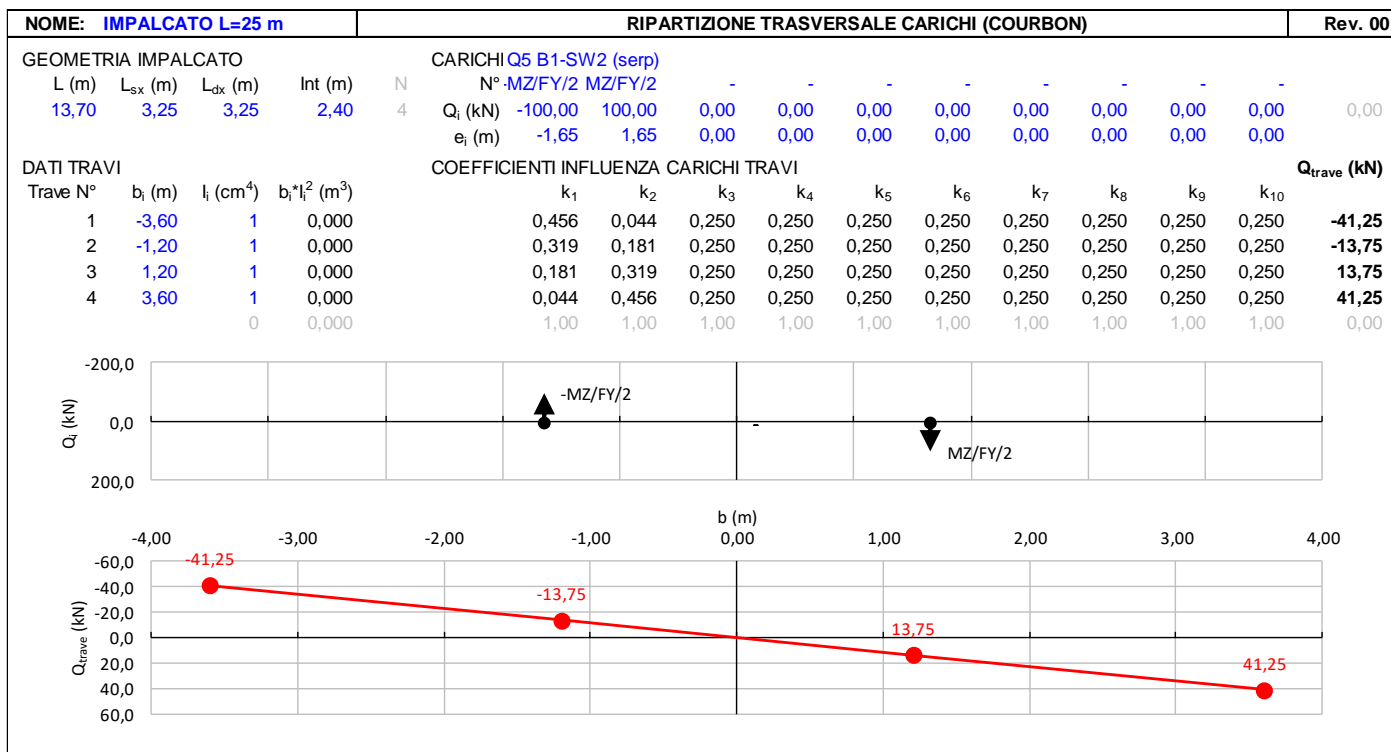 NOME: IMPALCATO L=25 m RIPARTIZIONE TRASVERSALE CARICHI (COURBON) Rev. 00
GEOMETRIA IMPALCATO CARICHI Q5 B1-SW2 (serp)
L (m) Lsx (m) Ldx (m) Int (m) N N° -MZ/FY/2 MZ/FY/2 - - - - - - - -
13,70 3,25 3,25 2,40 4 Qi (kN) -100,00 100,00 0,00 0,00 0,00 0,00 0,00 0,00 0,00 0,00 0,00
ei (m) -1,65 1,65 0,00 0,00 0,00 0,00 0,00 0,00 0,00 0,00
DATI TRAVI COEFFICIENTI INFLUENZA CARICHI TRAVI Qtrave (kN)
Trave N° bi (m) Ii (cm4) bi*Ii2 (m3) k1 k2 k3 k4 k5 k6 k7 k8 k9 k10
1 -3,60 1 0,000 0,456 0,044 0,250 0,250 0,250 0,250 0,250 0,250 0,250 0,250 -41,25
2 -1,20 1 0,000 0,319 0,181 0,250 0,250 0,250 0,250 0,250 0,250 0,250 0,250 -13,75
3 1,20 1 0,000 0,181 0,319 0,250 0,250 0,250 0,250 0,250 0,250 0,250 0,250 13,75
4 3,60 1 0,000 0,044 0,456 0,250 0,250 0,250 0,250 0,250 0,250 0,250 0,250 41,25
0 0,000 1,00 1,00 1,00 1,00 1,00 1,00 1,00 1,00 1,00 1,00 0,00
-200,0
-MZ/FY/2
Qi (kN)
0,0
-
MZ/FY/2
200,0
b (m)
-4,00 -3,00 -2,00 -1,00 0,00 1,00 2,00 3,00 4,00
-60,0
-41,25
-40,0
-13,75
-20,0
Qtrave (kN)
0,0
13,75
20,0
41,25
40,0
60,0